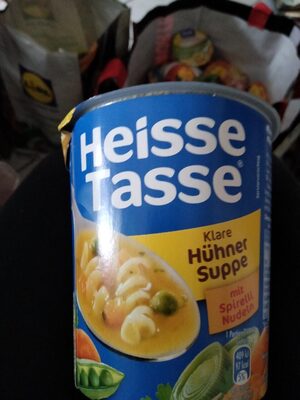 Heisse
Tasse®
Klare
Hühner
Suppe
mit
Spirelli
Nudeln